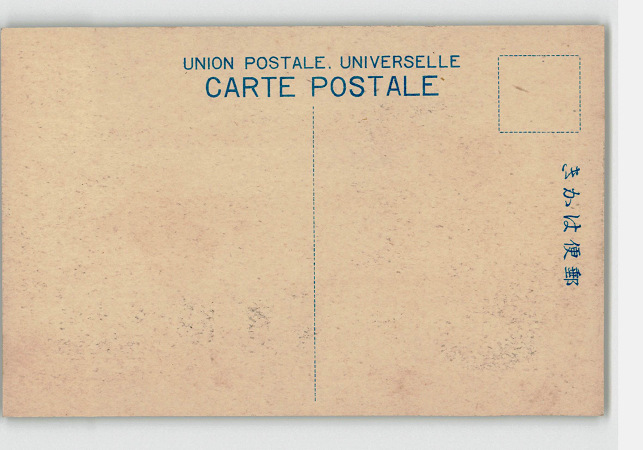 UNION POSTALE. UNIVERSELLE
CARTE POSTALE
郵便はかき